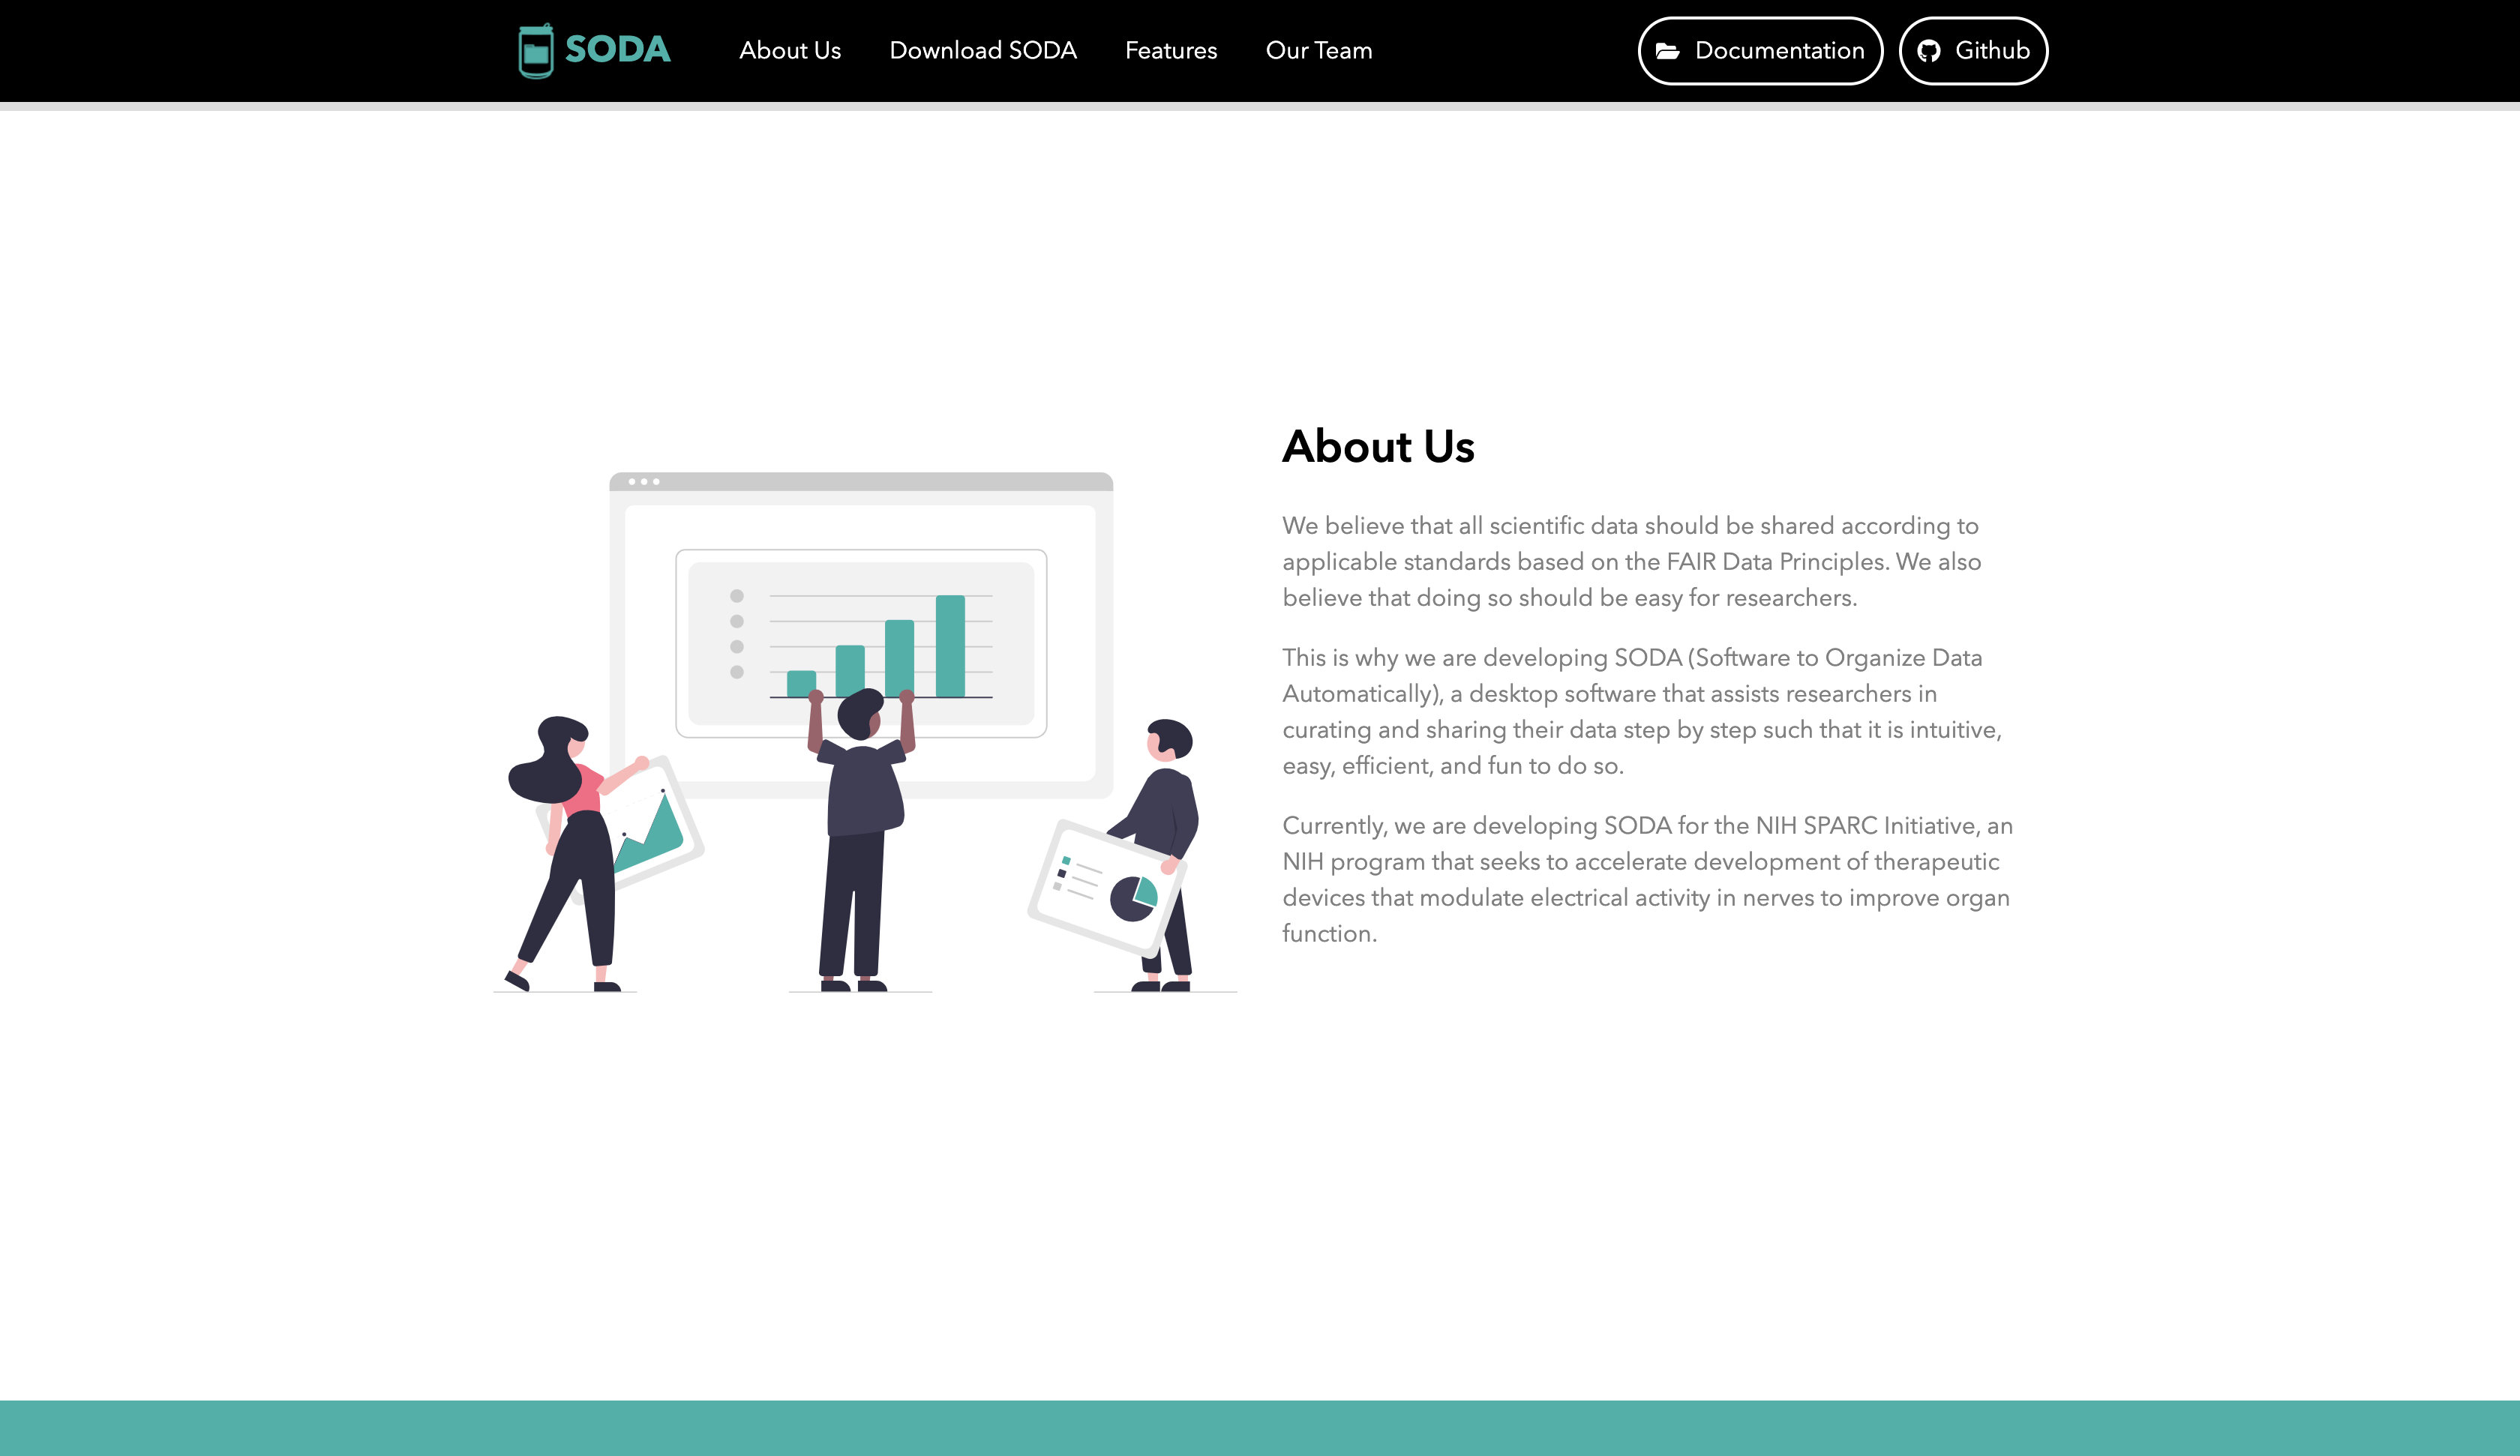 SODA
About Us
Download SODA
Features
Our Team
Documentation
Github
About Us
We believe that all scientific data should be shared according to
applicable standards based on the FAIR Data Principles. We also
believe that doing so should be easy for researchers.
This is why we are developing SODA (Software to Organize Data
Automatically), a desktop software that assists researchers in
curating and sharing their data step by step such that it is intuitive,
easy, efficient, and fun to do so.
Currently, we are developing SODA for the NIH SPARC Initiative, an
NIH program that seeks to accelerate development of therapeutic
devices that modulate electrical activity in nerves to improve organ
function.